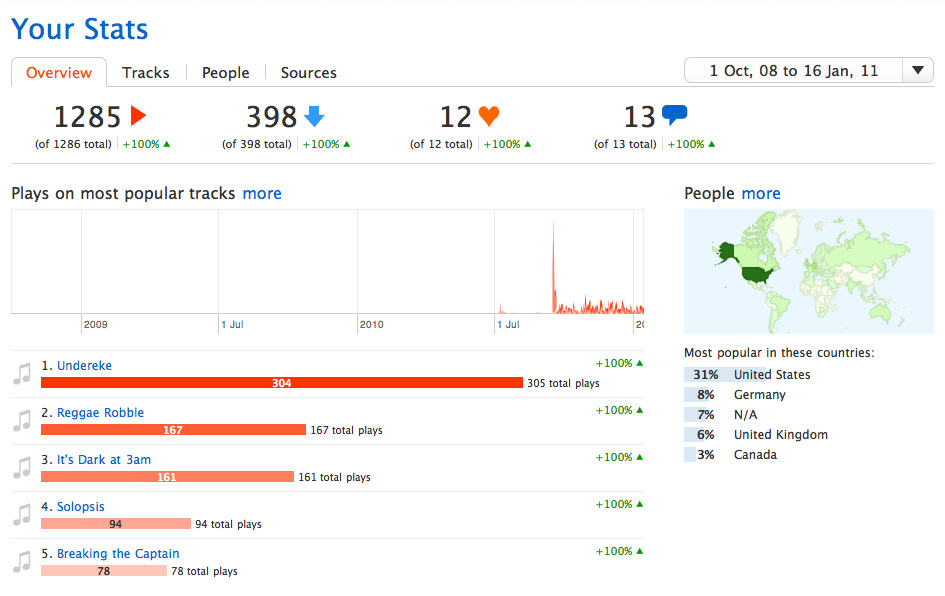 Your Stats
Overview Tracks People Sources 1 Oct, 08 to 16 Jan, 11
1285 398 12 13
(of 1286 total) +100% (of 398 total) +100% (of 12 total) +100% (of 13 total) +100%
Plays on most popular tracks more
2009 1 Jul 2010 1 Jul 20
1. Undereke +100%
304 305 total plays
2. Reggae Robble +100%
167 167 total plays
3. It's Dark at 3am +100%
161 161 total plays
4. Solopsis +100%
94 94 total plays
5. Breaking the Captain +100%
78 78 total plays
People more
Most popular in these countries:
31% United States
8% Germany
7% N/A
6% United Kingdom
3% Canada